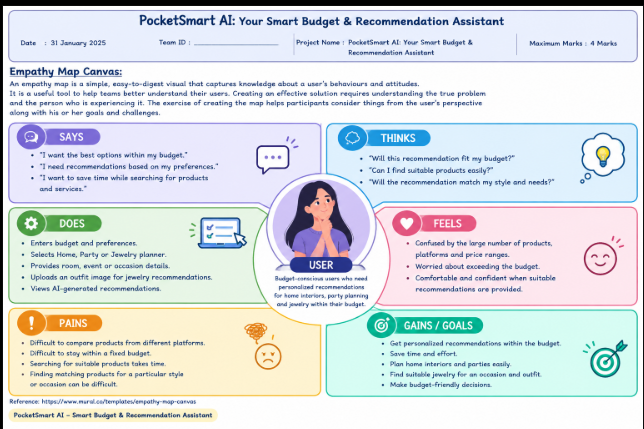 PocketSmart AI: Your Smart Budget & Recommendation Assistant
Date : 31 January 2025
Team ID :
Project Name : PocketSmart AI: Your Smart Budget &
Recommendation Assistant
Maximum Marks : 4 Marks
Empathy Map Canvas:
An empathy map is a simple, easy-to-digest visual that captures knowledge about a user's behaviours and attitudes.
It is a useful tool to help teams better understand their users. Creating an effective solution requires understanding the true problem
and the person who is experiencing it. The exercise of creating the map helps participants consider things from the user's perspective
along with his or her goals and challenges.
SAYS
• "I want the best options within my budget."
• "I need recommendations based on my preferences."
• "I want to save time while searching for products
and services."
THINKS
• "Will this recommendation fit my budget?"
• "Can I find suitable products easily?"
• "Will the recommendation match my style and needs?"
DOES
• Enters budget and preferences.
• Selects Home, Party or Jewelry planner.
• Provides room, event or occasion details.
• Uploads an outfit image for jewelry recommendations.
• Views AI-generated recommendations.
USER
Budget-conscious users who need
personalized recommendations
for home interiors, party planning
and jewelry within their budget.
FEELS
• Confused by the large number of products,
platforms and price ranges.
• Worried about exceeding the budget.
• Comfortable and confident when suitable
recommendations are provided.
PAINS
• Difficult to compare products from different platforms.
• Difficult to stay within a fixed budget.
• Searching for suitable products takes time.
• Finding matching products for a particular style
or occasion can be difficult.
GAINS / GOALS
• Get personalized recommendations within the budget.
• Save time and effort.
• Plan home interiors and parties easily.
• Find suitable jewelry for an occasion and outfit.
• Make budget-friendly decisions.
Reference: https://www.mural.co/templates/empathy-map-canvas
PocketSmart AI – Smart Budget & Recommendation Assistant